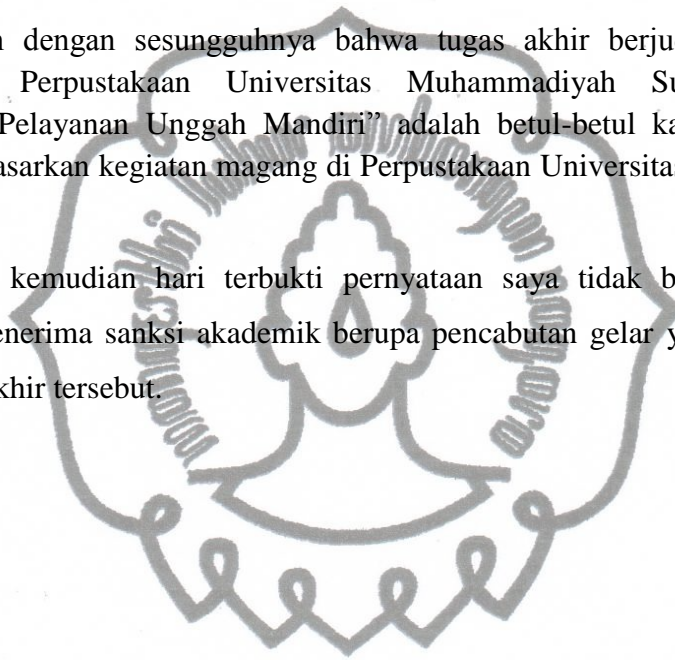 dengan sesungguhnya bahwa tugas akhir berju
Perpustakaan Universitas Muhammadiyah Su
Pelayanan Unggah Mandiri” adalah betul-betul ka
asarkan kegiatan magang di Perpustakaan Universitas
kemudian hari terbukti pernyataan saya tidak b
enerima sanksi akademik berupa pencabutan gelar y
khir tersebut.